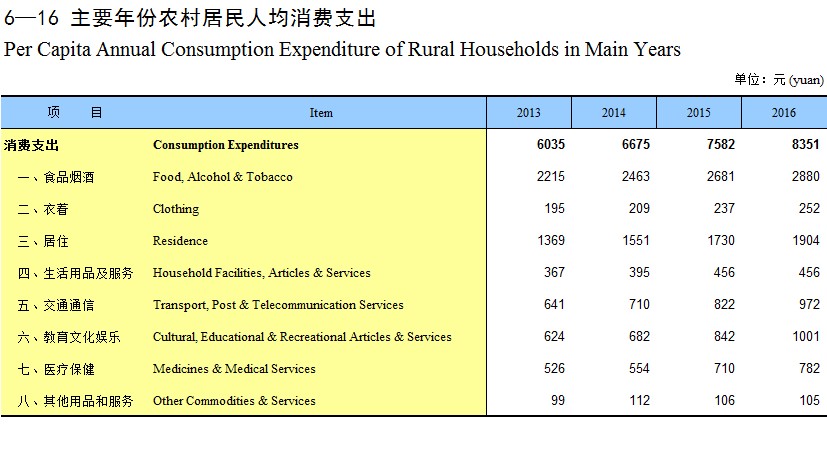 6—16 主要年份农村居民人均消费支出
Per Capita Annual Consumption Expenditure of Rural Households in Main Years
单位：元 (yuan)
项 目 Item 2013 2014 2015 2016
消费支出 Consumption Expenditures 6035 6675 7582 8351
一、食品烟酒 Food, Alcohol & Tobacco 2215 2463 2681 2880
二、衣着 Clothing 195 209 237 252
三、居住 Residence 1369 1551 1730 1904
四、生活用品及服务 Household Facilities, Articles & Services 367 395 456 456
五、交通通信 Transport, Post & Telecommunication Services 641 710 822 972
六、教育文化娱乐 Cultural, Educational & Recreational Articles & Services 624 682 842 1001
七、医疗保健 Medicines & Medical Services 526 554 710 782
八、其他用品和服务 Other Commodities & Services 99 112 106 105